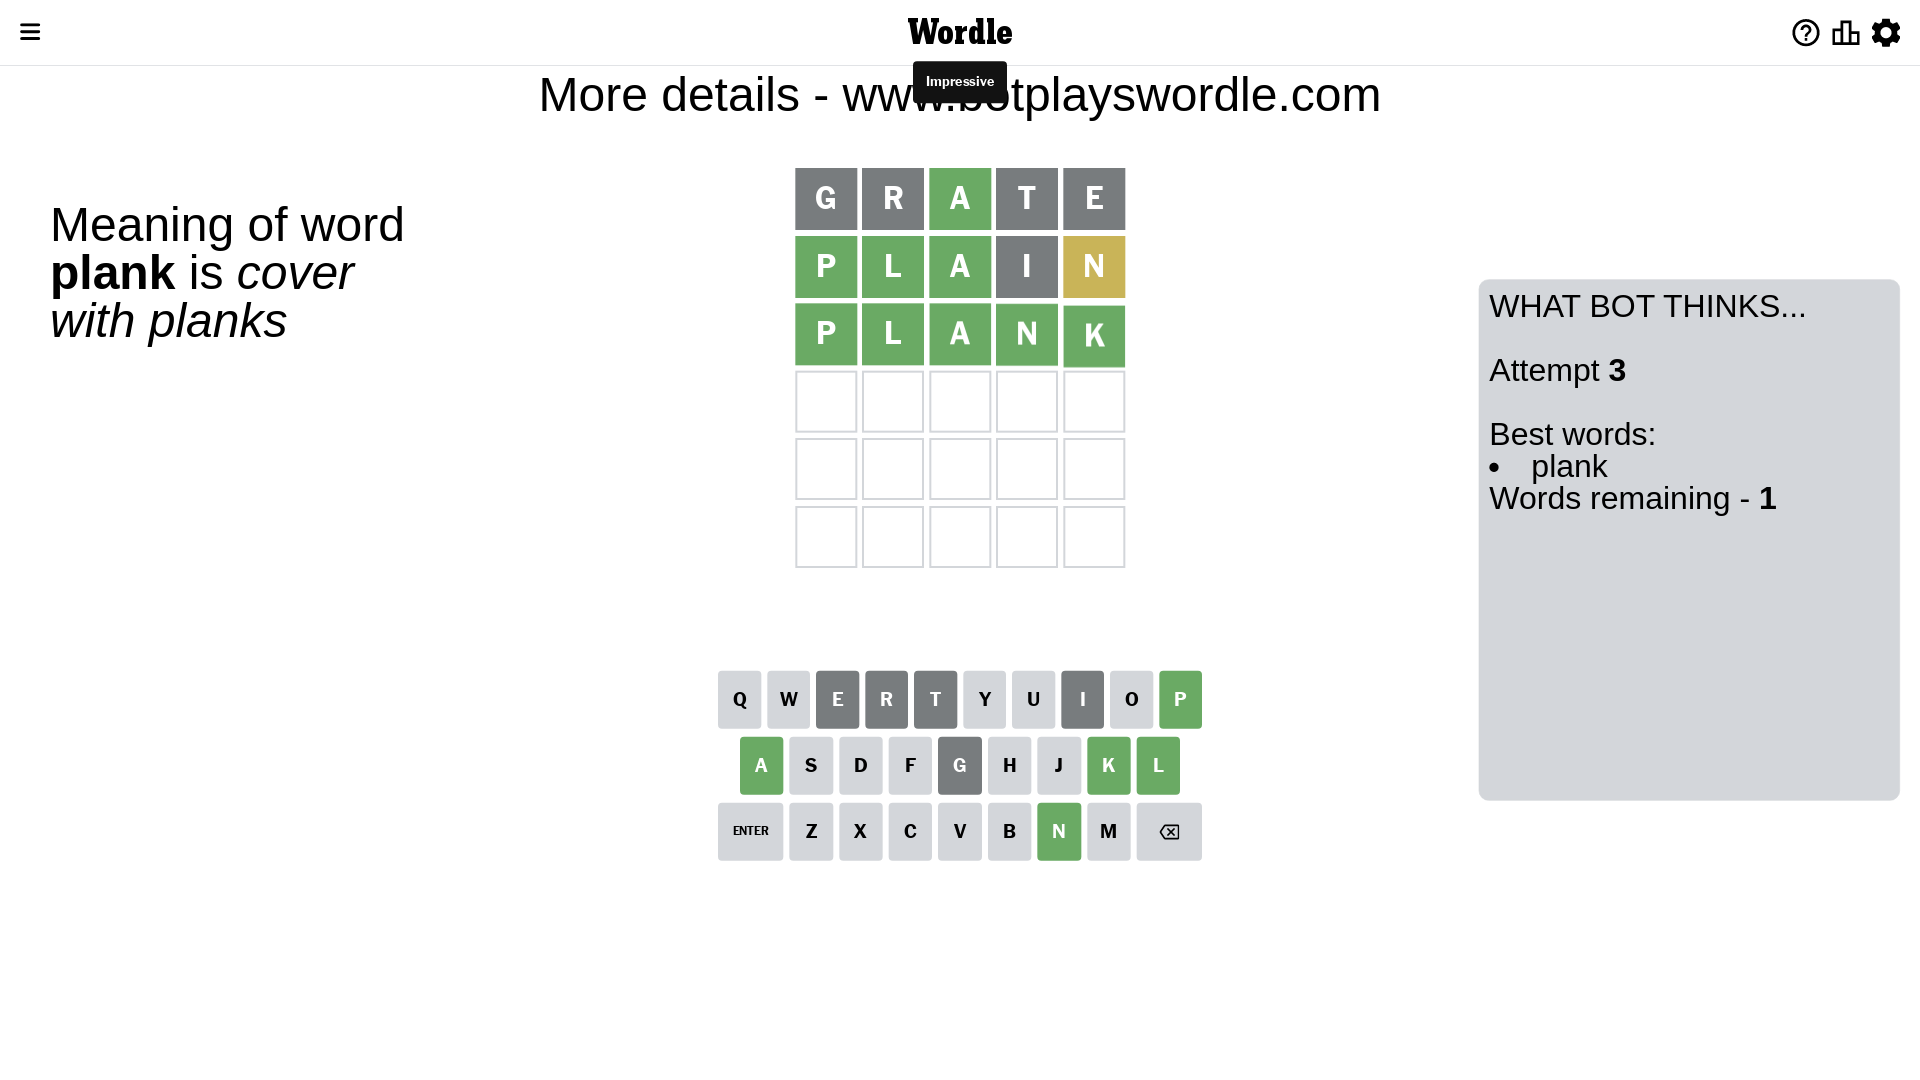 Wordle
Impressive
More details - www.botplayswordle.com
Meaning of word
plank is cover
with planks
G R A T E
P L A I N
P L A N K
WHAT BOT THINKS...
Attempt 3
Best words:
• plank
Words remaining - 1
Q W E R T Y U I O P
A S D F G H J K L
ENTER Z X C V B N M